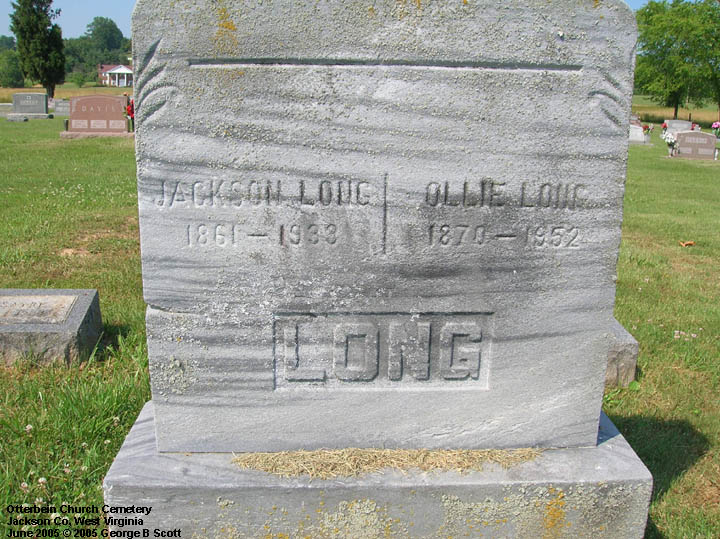 DAVIS
JACKSON LONG
1861 — 1933
OLLIE LONG
1870 — 1952
LONG
Otterbein Church Cemetery
Jackson Co, West Virginia
June 2005 © 2005 George B Scott